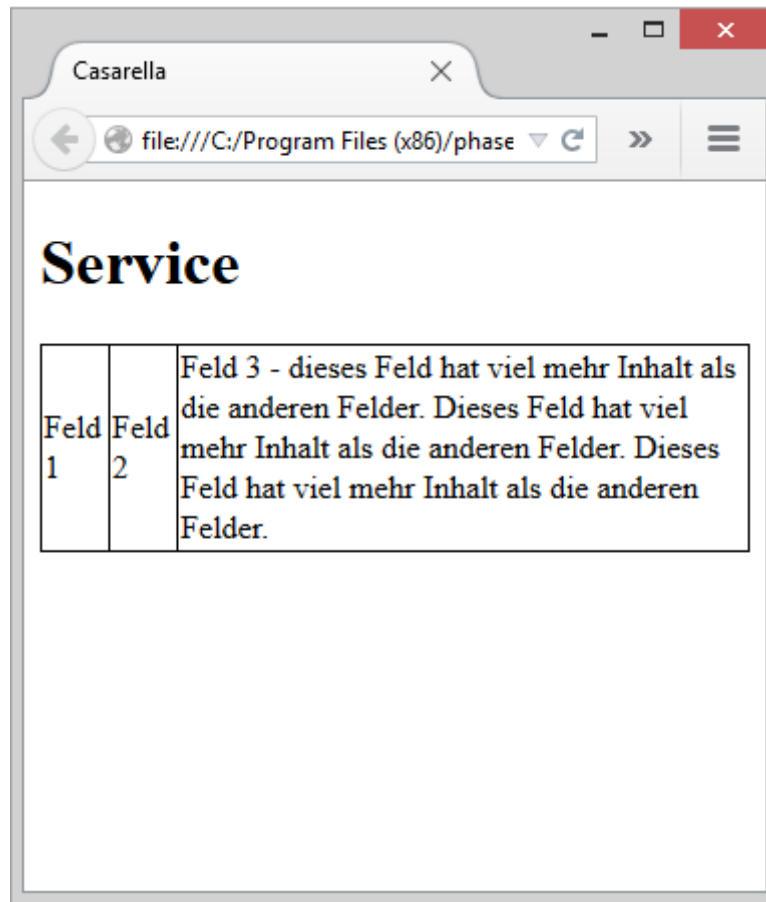 Casarella
file:///C:/Program Files (x86)/phase
Service
Feld
1
Feld
2
Feld 3 - dieses Feld hat viel mehr Inhalt als
die anderen Felder. Dieses Feld hat viel
mehr Inhalt als die anderen Felder. Dieses
Feld hat viel mehr Inhalt als die anderen
Felder.